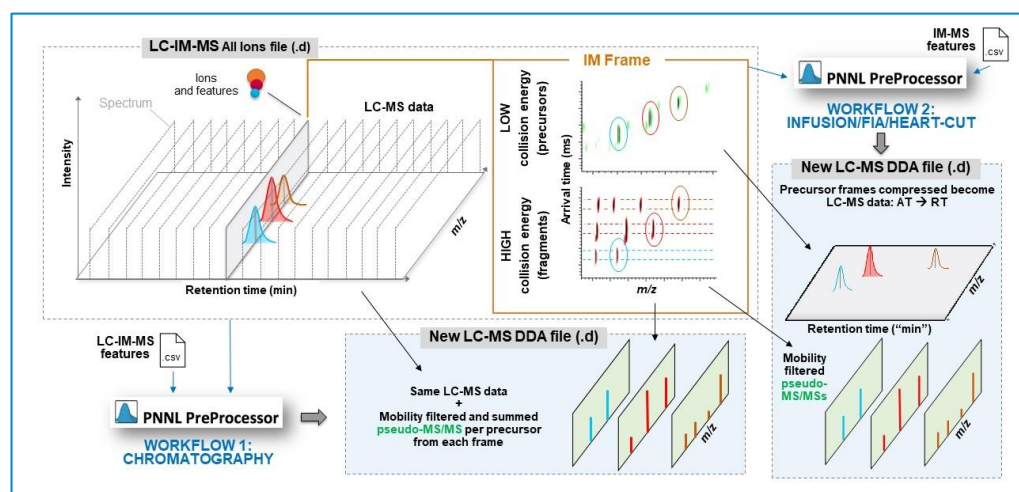 LC-IM-MS All Ions file (.d)
Ions
and features
Spectrum
LC-MS data
Intensity
m/z
Retention time (min)
IM Frame
LOW
collision energy
(precursors)
HIGH
collision energy
(fragments)
Arrival time (ms)
m/z
IM-MS
features
.csv
PNNL PreProcessor
WORKFLOW 2:
INFUSION/FIA/HEART-CUT
New LC-MS DDA file (.d)
Precursor frames compressed become
LC-MS data: AT → RT
m/z
Retention time (“min”)
Mobility
filtered
pseudo-
MS/MSs
m/z
LC-IM-MS
features
.csv
PNNL PreProcessor
WORKFLOW 1:
CHROMATOGRAPHY
New LC-MS DDA file (.d)
Same LC-MS data
+
Mobility filtered and summed
pseudo-MS/MS per precursor
from each frame
m/z